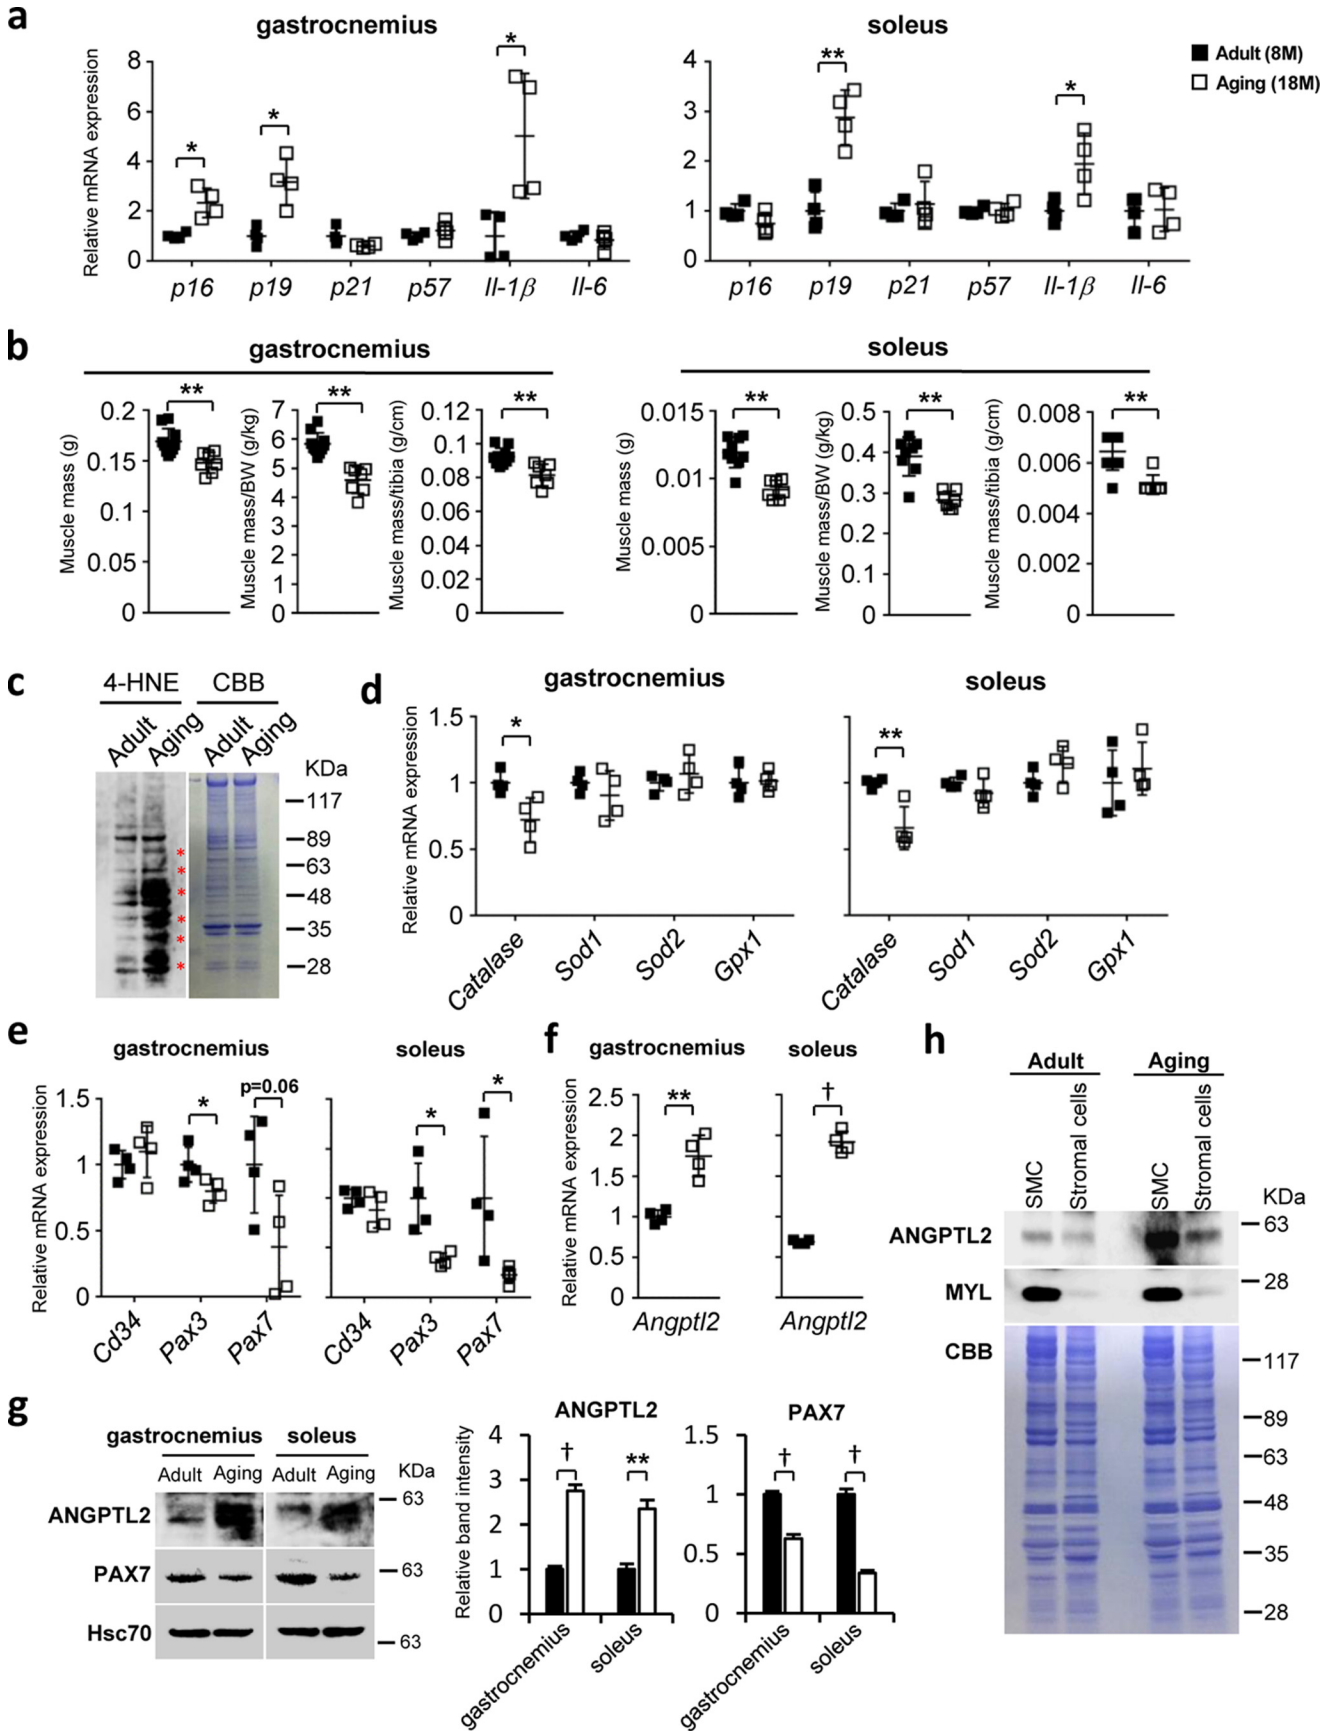 a
gastrocnemius
soleus
Adult (8M)
Aging (18M)
Relative mRNA expression
8
6
4
2
0
*
*
*
p16
p19
p21
p57
Il-1β
Il-6
4
3
2
1
0
**
*
p16
p19
p21
p57
Il-1β
Il-6
b
gastrocnemius
soleus
Muscle mass (g)
0.2
0.15
0.1
0.05
0
**
Muscle mass/BW (g/kg)
7
6
5
4
3
2
1
0
**
Muscle mass/tibia (g/cm)
0.12
0.1
0.08
0.06
0.04
0.02
0
**
Muscle mass (g)
0.015
0.01
0.005
0
**
Muscle mass/BW (g/kg)
0.5
0.4
0.3
0.2
0.1
0
**
Muscle mass/tibia (g/cm)
0.008
0.006
0.004
0.002
0
**
c
4-HNE CBB
Adult Aging Adult Aging
KDa
117
89
63
48
35
28
*
*
*
*
*
*
d
gastrocnemius
soleus
Relative mRNA expression
1.5
1
0.5
0
*
**
Catalase
Sod1
Sod2
Gpx1
Catalase
Sod1
Sod2
Gpx1
e
gastrocnemius
soleus
Relative mRNA expression
1.5
1
0.5
0
*
p=0.06
*
*
Cd34
Pax3
Pax7
Cd34
Pax3
Pax7
f
gastrocnemius
soleus
Relative mRNA expression
2.5
2
1.5
1
0.5
0
**
†
Angptl2
Angptl2
h
Adult
Aging
SMC
Stromal cells
SMC
Stromal cells
KDa
ANGPTL2
63
MYL
28
CBB
117
89
63
48
35
28
g
gastrocnemius soleus
Adult Aging Adult Aging
KDa
ANGPTL2
63
PAX7
63
Hsc70
63
ANGPTL2
Relative band intensity
4
3
2
1
0
†
**
gastrocnemius
soleus
PAX7
1.5
1
0.5
0
†
†
gastrocnemius
soleus